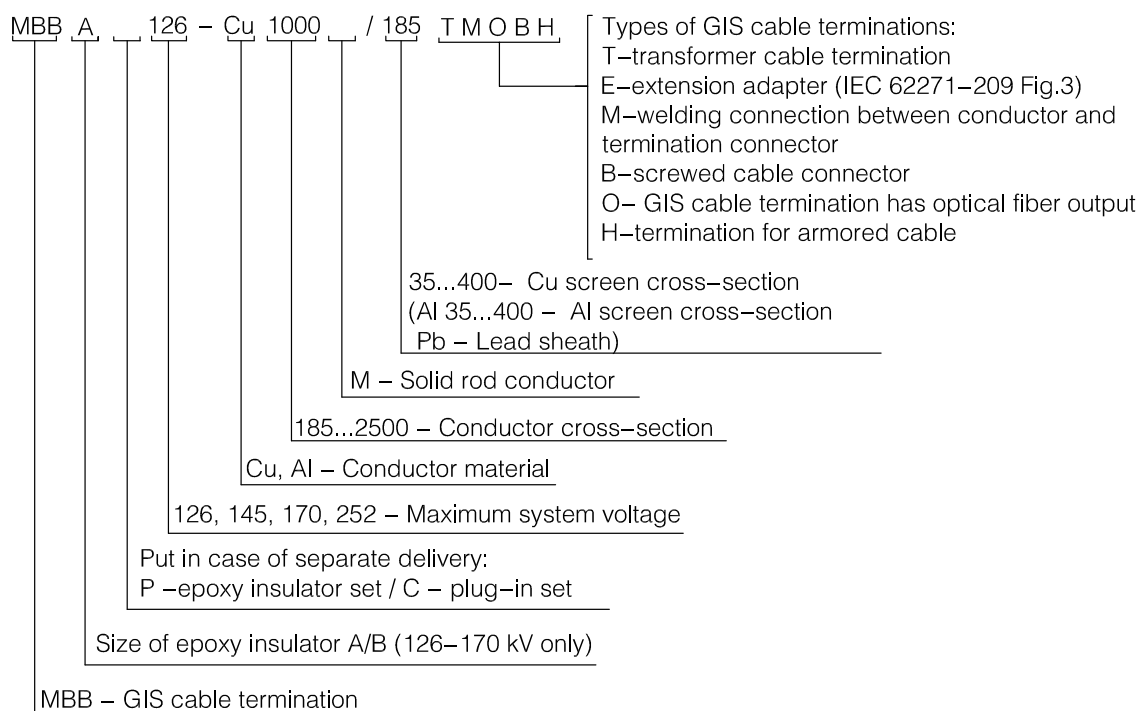 MBB A _ 126 – Cu 1000 _ / 185 T M O B H
Types of GIS cable terminations:
T–transformer cable termination
E–extension adapter (IEC 62271–209 Fig.3)
M–welding connection between conductor and
termination connector
B–screwed cable connector
O– GIS cable termination has optical fiber output
H–termination for armored cable
35...400– Cu screen cross–section
(Al 35...400 – Al screen cross–section
Pb – Lead sheath)
M – Solid rod conductor
185...2500 – Conductor cross–section
Cu, Al – Conductor material
126, 145, 170, 252 – Maximum system voltage
Put in case of separate delivery:
P –epoxy insulator set / C – plug–in set
Size of epoxy insulator A/B (126–170 kV only)
MBB – GIS cable termination